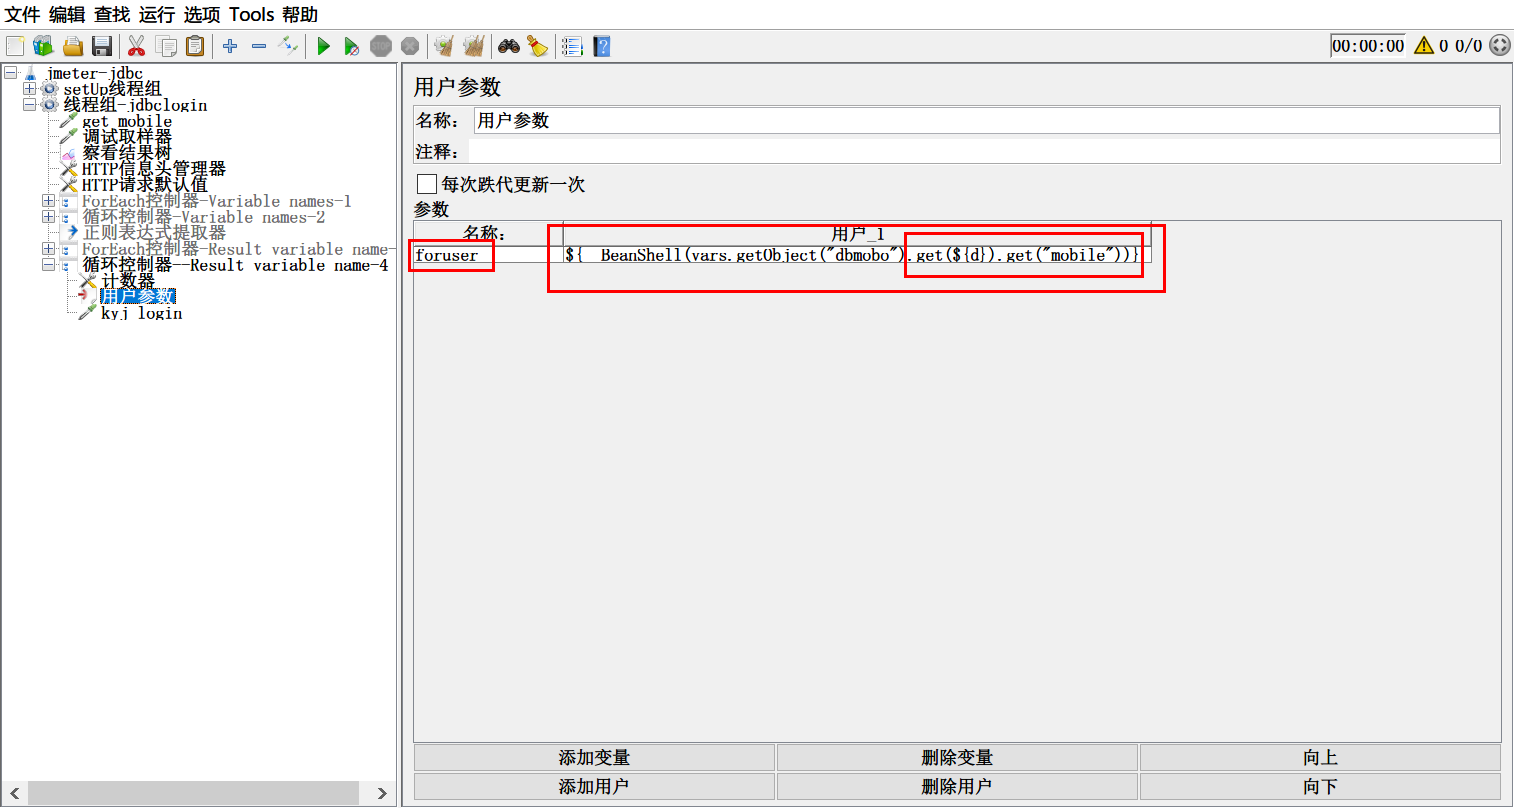 文件 编辑 查找 运行 选项 Tools 帮助
STOP
?
00:00:00
0 0/0
jmeter-jdbc
setUp线程组
线程组-jdbclogin
get mobile
调试取样器
察看结果树
HTTP信息头管理器
HTTP请求默认值
ForEach控制器-Variable names-1
循环控制器-Variable names-2
正则表达式提取器
ForEach控制器-Result variable name-
循环控制器--Result variable name-4
计数器
用户参数
kyj login
用户参数
名称：
用户参数
注释：
每次跌代更新一次
参数
名称：
用户_1
foruser
${__BeanShell(vars.getObject("dbmobo").get(${d}).get("mobile"))}
添加变量
删除变量
向上
添加用户
删除用户
向下